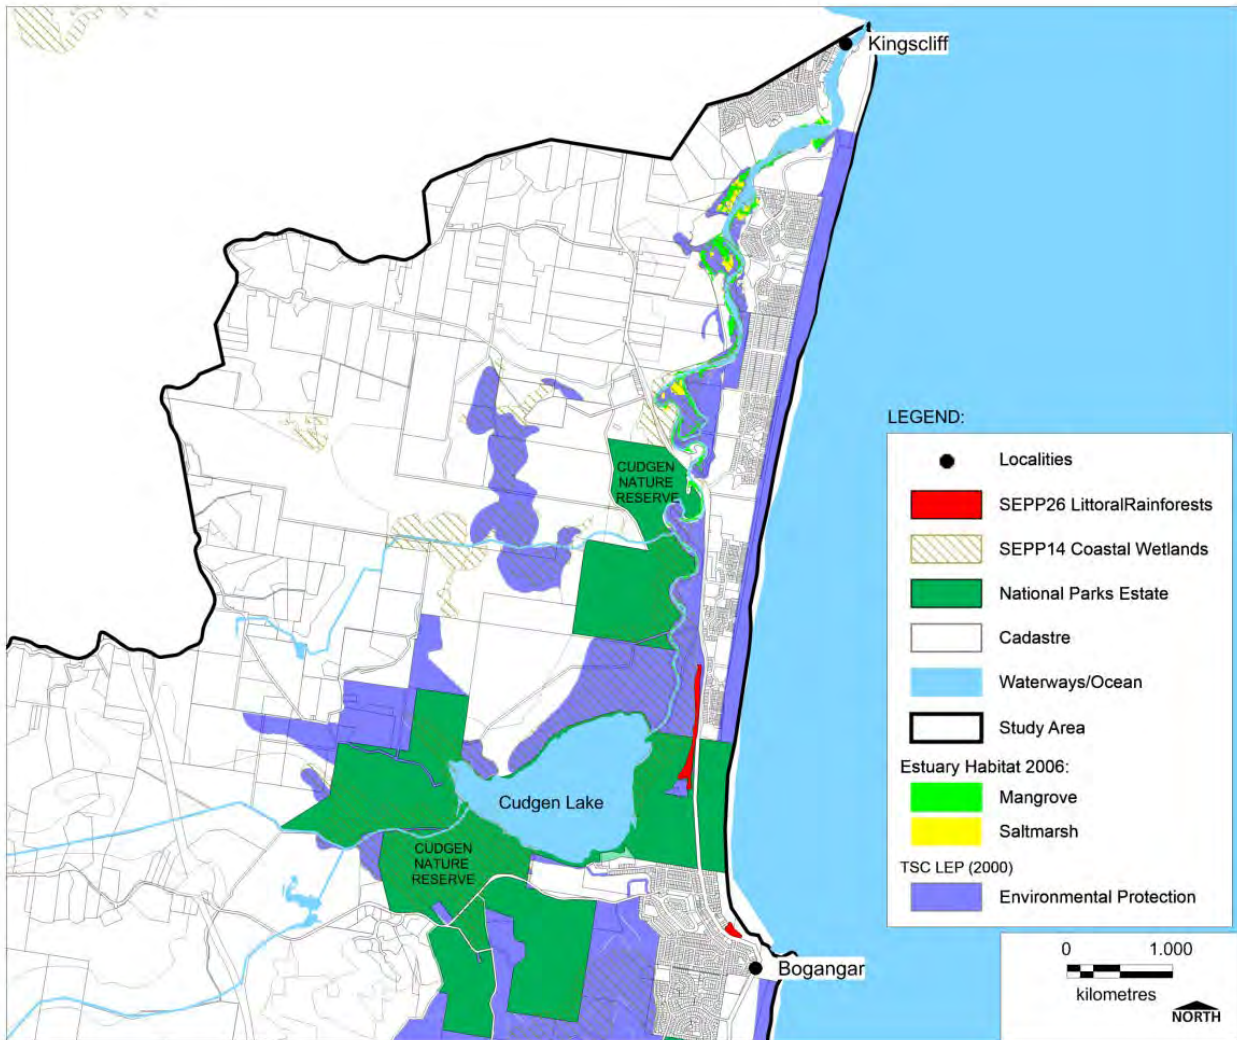 Kingscliff
CUDGEN
NATURE
RESERVE
Cudgen Lake
CUDGEN
NATURE
RESERVE
Bogangar
LEGEND:
Localities
SEPP26 LittoralRainforests
SEPP14 Coastal Wetlands
National Parks Estate
Cadastre
Waterways/Ocean
Study Area
Estuary Habitat 2006:
Mangrove
Saltmarsh
TSC LEP (2000)
Environmental Protection
0 1.000
kilometres
NORTH